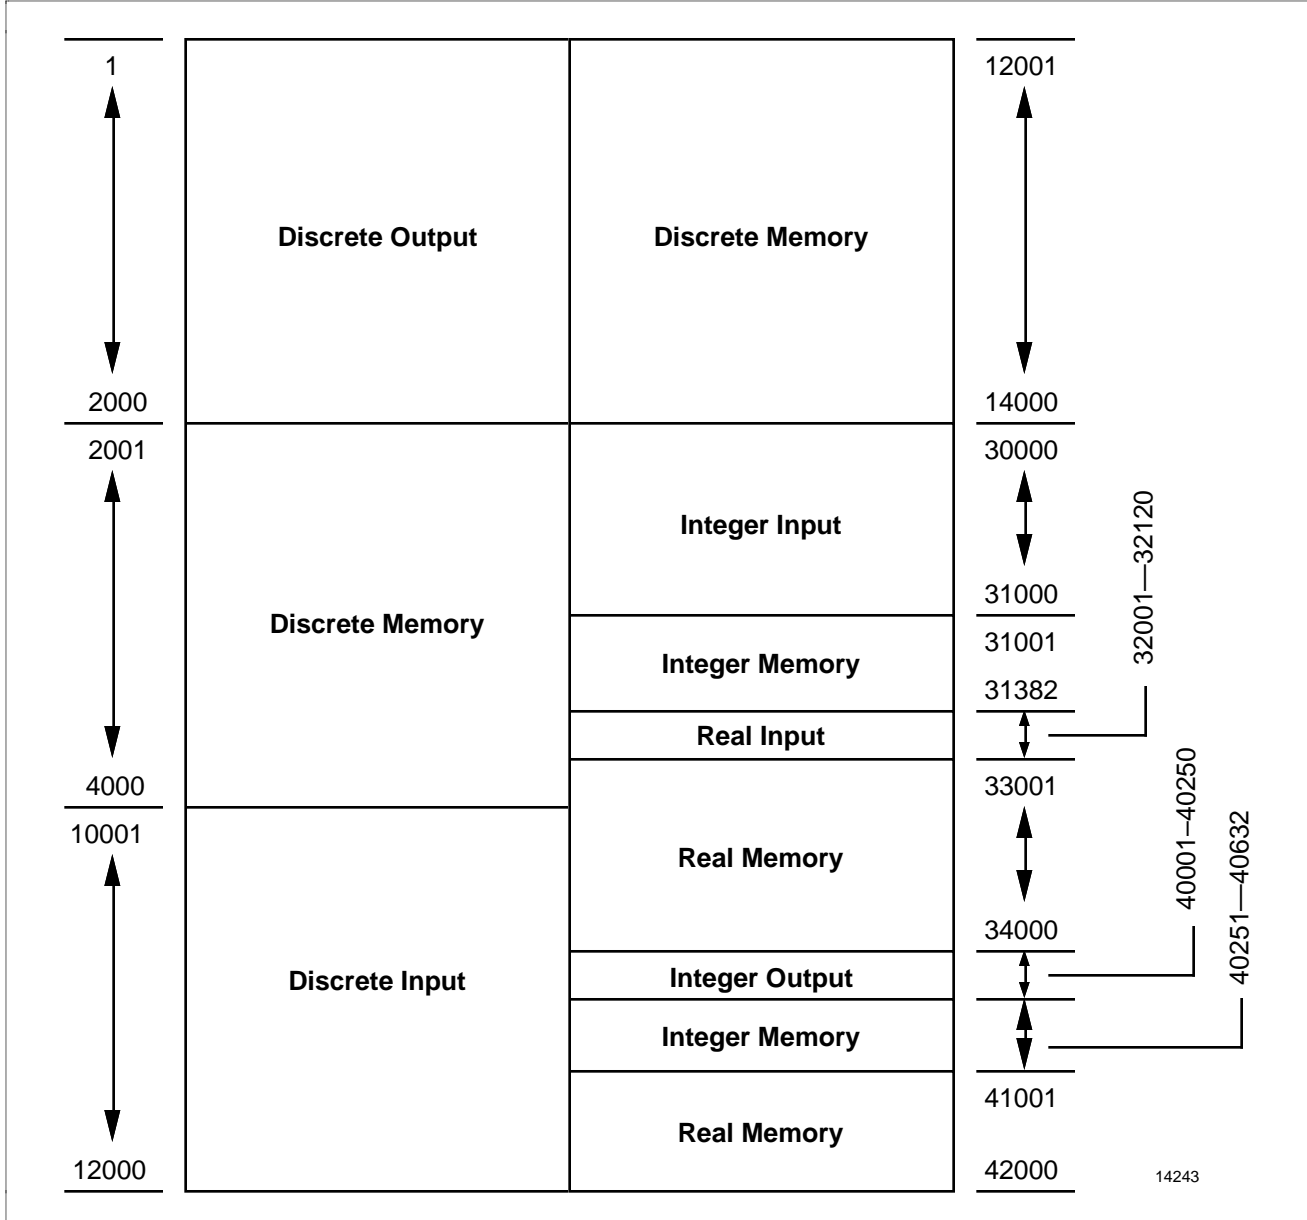 1
Discrete Output
2000
2001
Discrete Memory
4000
10001
Discrete Input
12000
12001
Discrete Memory
14000
30000
Integer Input
31000
31001
Integer Memory
31382
Real Input
32001—32120
33001
Real Memory
34000
Integer Output
40001–40250
Integer Memory
40251—40632
41001
Real Memory
42000
14243